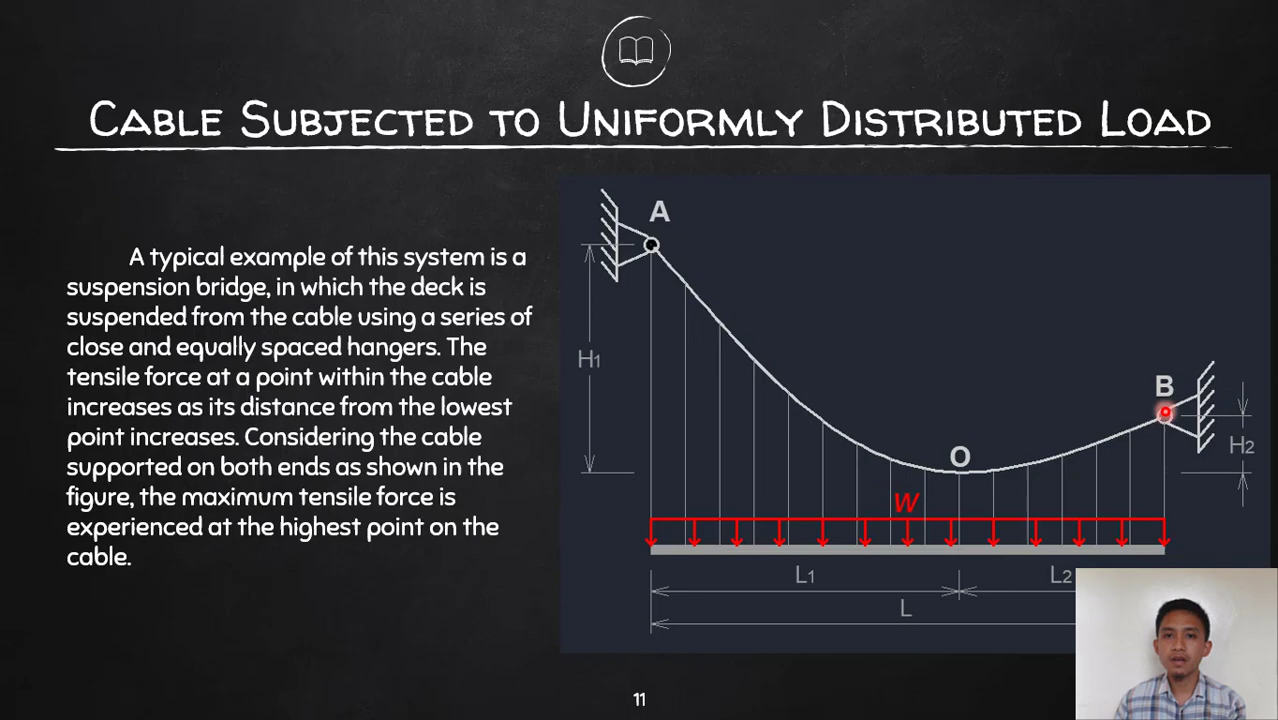 Cable Subjected to Uniformly Distributed Load
A typical example of this system is a
suspension bridge, in which the deck is
suspended from the cable using a series of
close and equally spaced hangers. The
tensile force at a point within the cable
increases as its distance from the lowest
point increases. Considering the cable
supported on both ends as shown in the
figure, the maximum tensile force is
experienced at the highest point on the
cable.
A
H1
B
H2
O
W
L1
L2
L
11